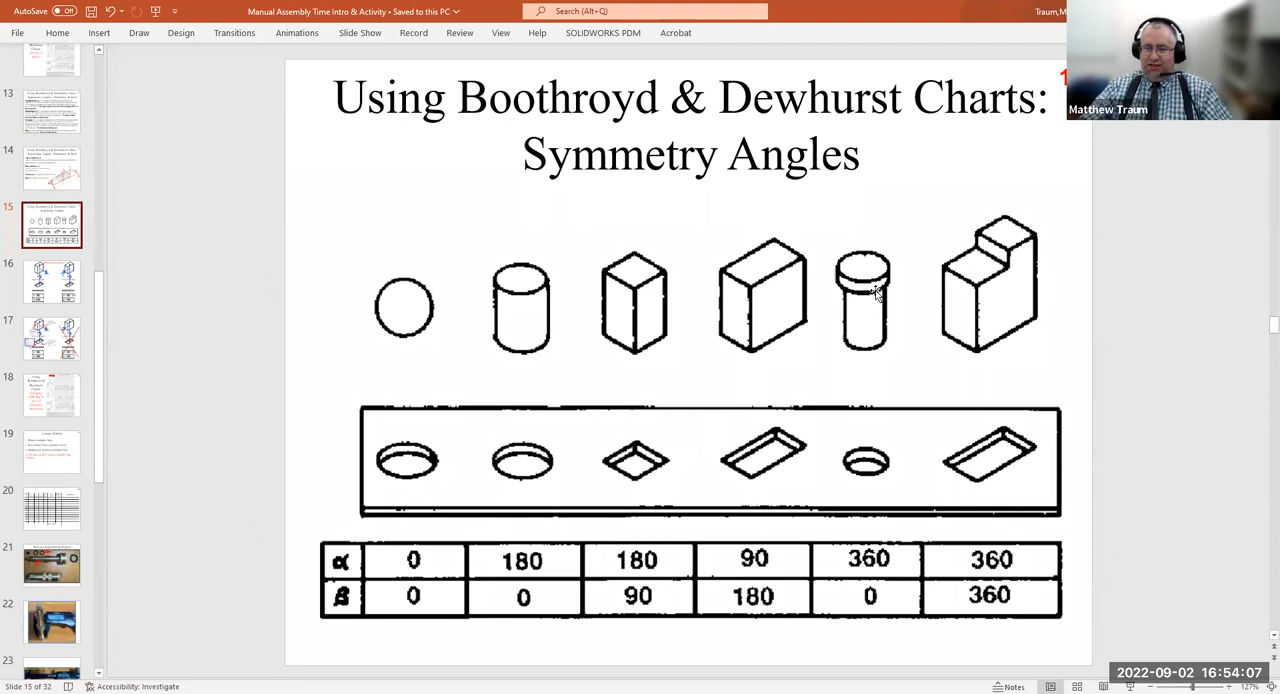 AutoSave Off
Manual Assembly Time Intro & Activity • Saved to this PC
Search (Alt+Q)
Traum,M
File Home Insert Draw Design Transitions Animations Slide Show Record Review View Help SOLIDWORKS PDM Acrobat
Matthew Traum
Using Boothroyd & Dewhurst Charts:
Symmetry Angles
13
14
15
16
17
18
19
20
21
22
23
α 0 180 180 90 360 360
β 0 0 90 180 0 360
2022-09-02 16:54:07
Slide 15 of 32
Accessibility: Investigate
Notes
127%